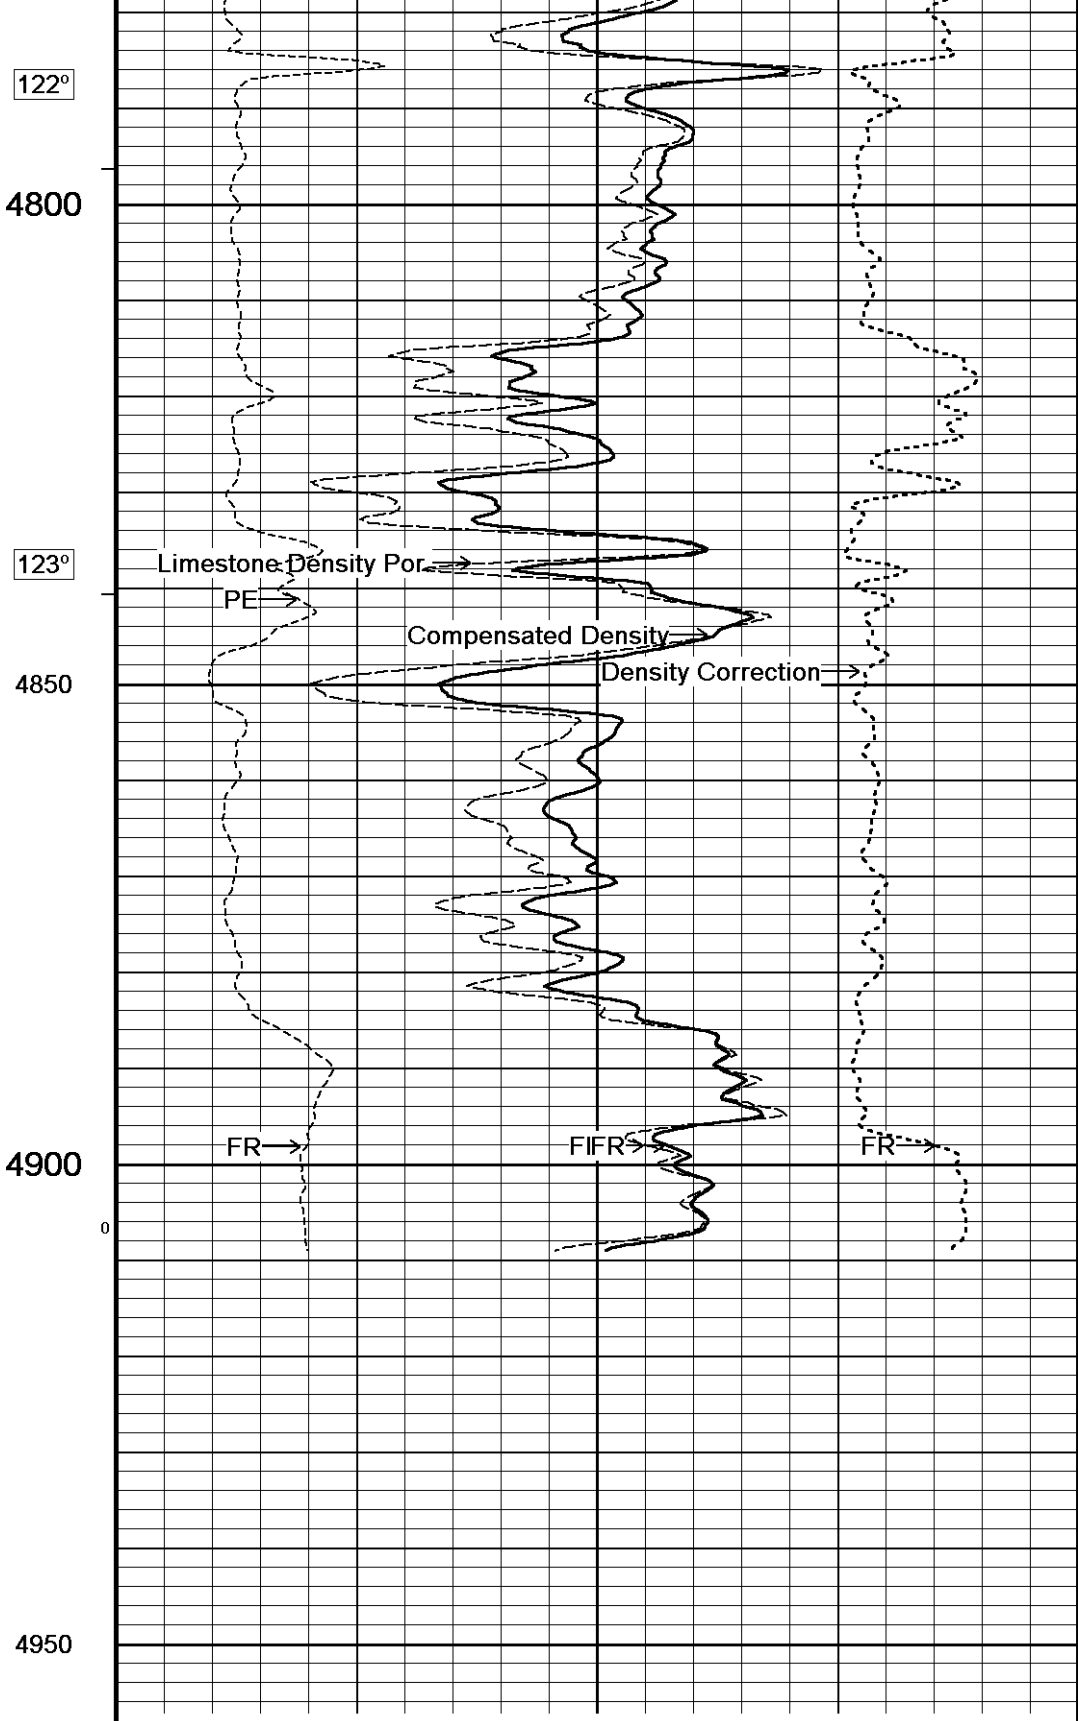 122°
4800
123°
Limestone Density Por
PE
Compensated Density
Density Correction
4850
FR
FIFR
FR
4900
0
4950